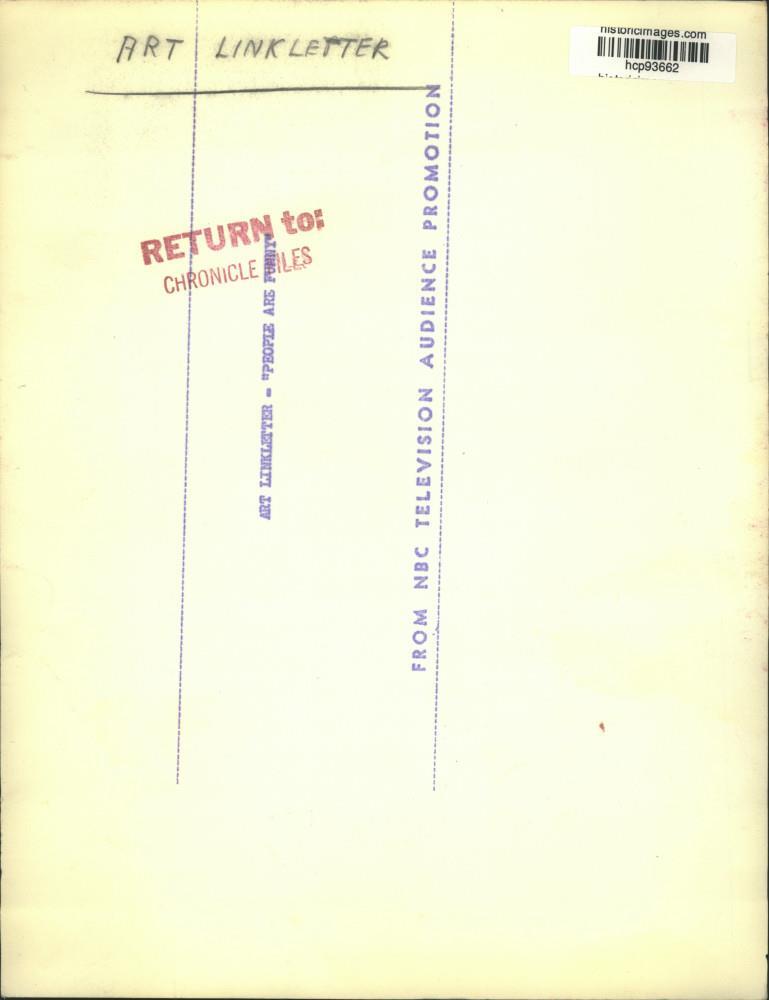 ART LINKLETTER
historicimages.com
hcp93662
RETURN to:
CHRONICLE FILES
ART LINKLETTER - "PEOPLE ARE FUNNY"
FROM NBC TELEVISION AUDIENCE PROMOTION